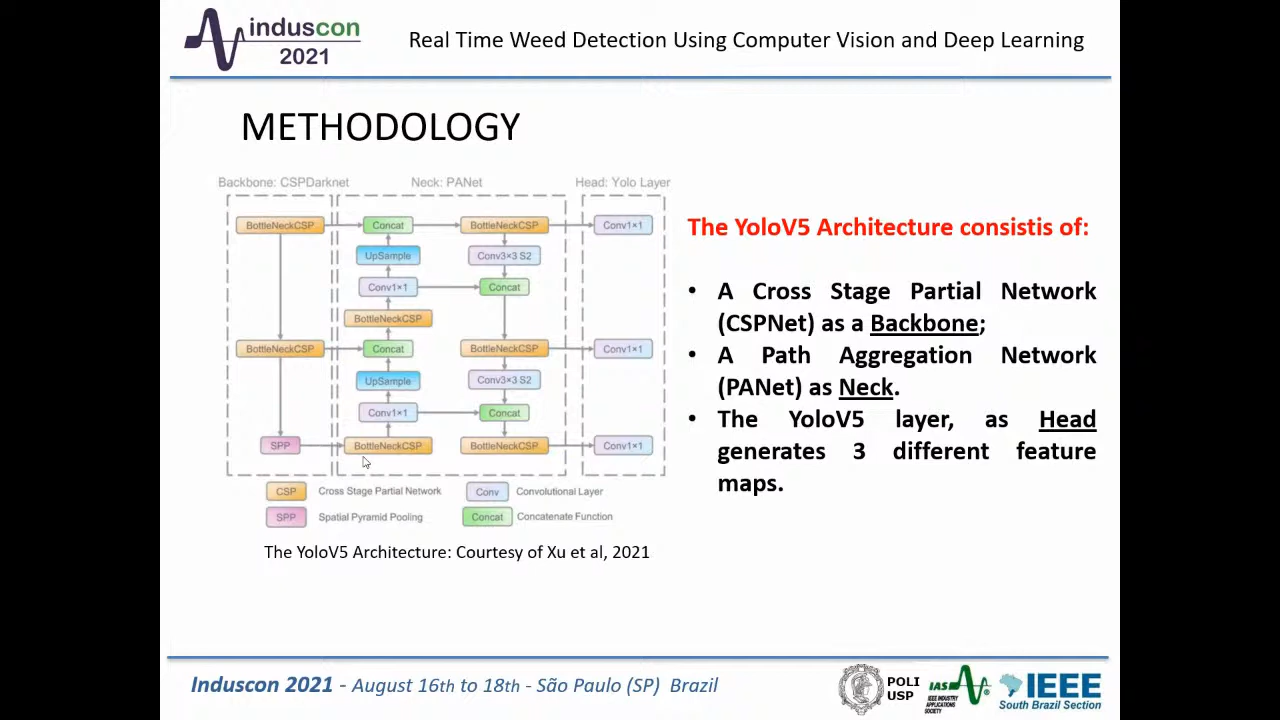 induscon
2021
Real Time Weed Detection Using Computer Vision and Deep Learning
METHODOLOGY
Backbone: CSPDarknet
Neck: PANet
Head: Yolo Layer
BottleNeckCSP
Concat
BottleNeckCSP
Conv1×1
UpSample
Conv3×3 S2
Conv1×1
Concat
BottleNeckCSP
BottleNeckCSP
Concat
BottleNeckCSP
Conv1×1
UpSample
Conv3×3 S2
Conv1×1
Concat
SPP
BottleNeckCSP
BottleNeckCSP
Conv1×1
CSP
Cross Stage Partial Network
Conv
Convolutional Layer
SPP
Spatial Pyramid Pooling
Concat
Concatenate Function
The YoloV5 Architecture: Courtesy of Xu et al, 2021
The YoloV5 Architecture consistis of:
• A Cross Stage Partial Network
(CSPNet) as a Backbone;
• A Path Aggregation Network
(PANet) as Neck.
• The YoloV5 layer, as Head
generates 3 different feature
maps.
Induscon 2021 - August 16th to 18th - São Paulo (SP) Brazil
POLI
USP
IAS
IEEE INDUSTRY
APPLICATIONS
SOCIETY
IEEE
South Brazil Section